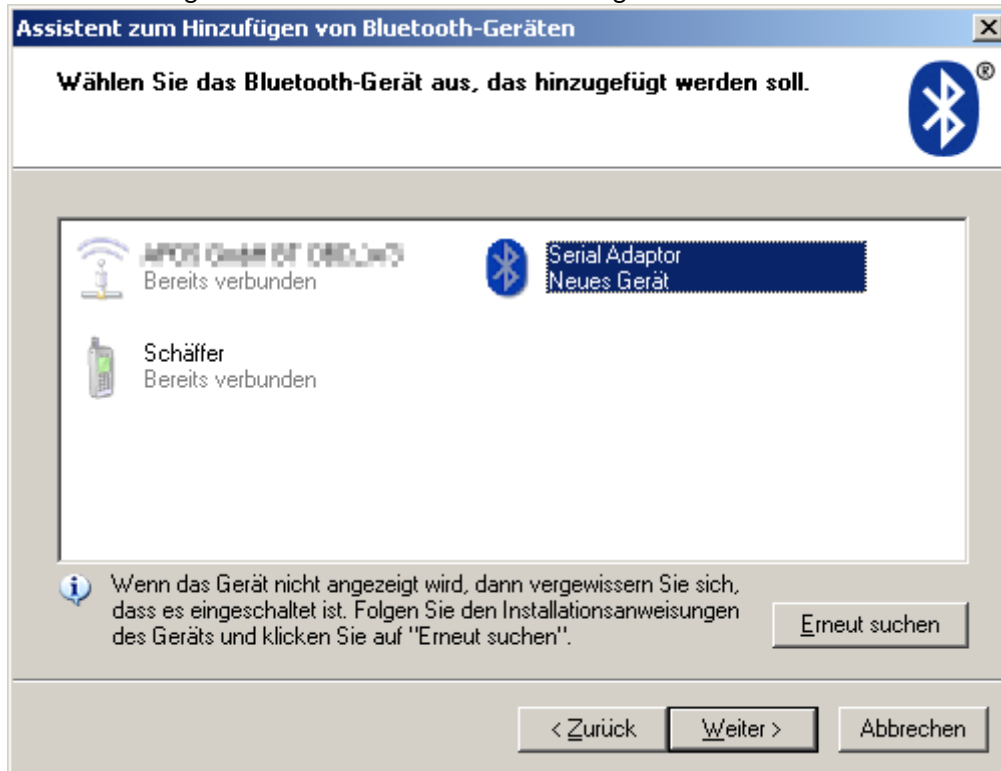 Assistent zum Hinzufügen von Bluetooth-Geräten
Wählen Sie das Bluetooth-Gerät aus, das hinzugefügt werden soll.
®
Bereits verbunden
Serial Adaptor
Neues Gerät
Schäffer
Bereits verbunden
Wenn das Gerät nicht angezeigt wird, dann vergewissern Sie sich,
dass es eingeschaltet ist. Folgen Sie den Installationsanweisungen
des Geräts und klicken Sie auf "Erneut suchen".
Erneut suchen
< Zurück
Weiter >
Abbrechen